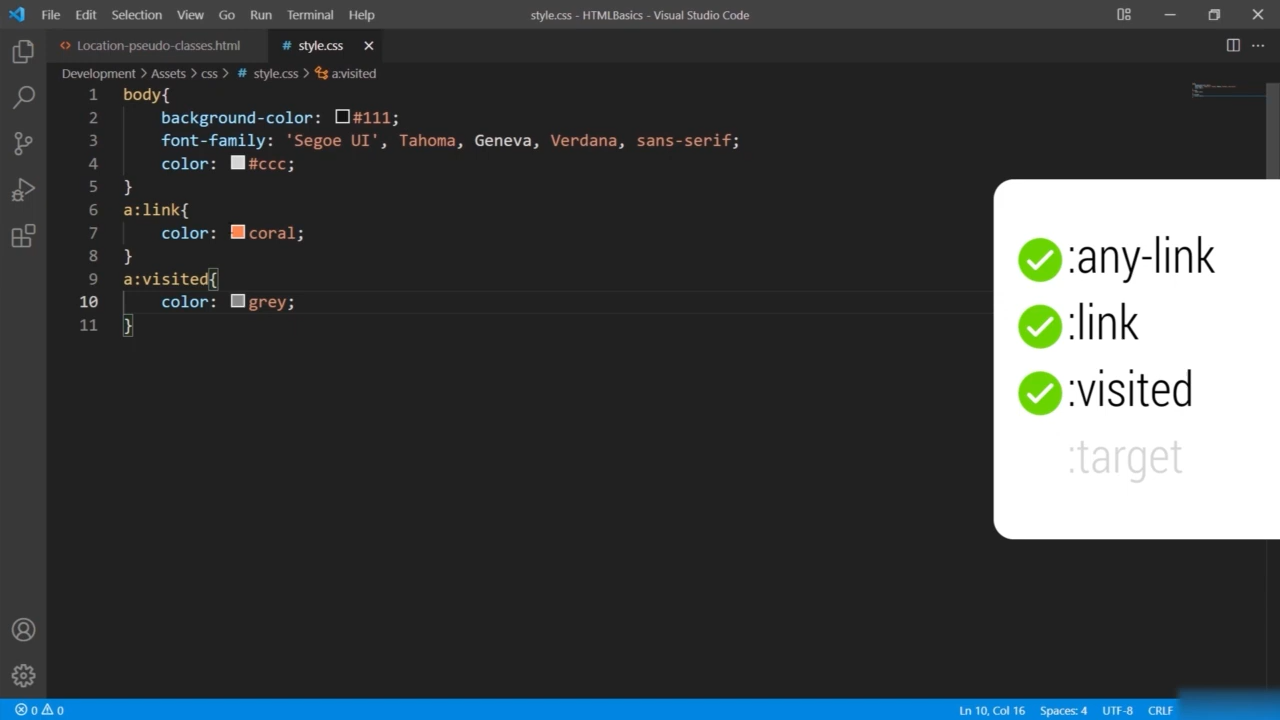 File Edit Selection View Go Run Terminal Help style.css - HTMLBasics - Visual Studio Code
Location-pseudo-classes.html # style.css
Development > Assets > css > # style.css > a:visited
1 body{
2 background-color: #111;
3 font-family: 'Segoe UI', Tahoma, Geneva, Verdana, sans-serif;
4 color: #ccc;
5 }
6 a:link{
7 color: coral;
8 }
9 a:visited{
10 color: grey;
11 }
:any-link
:link
:visited
:target
0 0 Ln 10, Col 16 Spaces: 4 UTF-8 CRLF